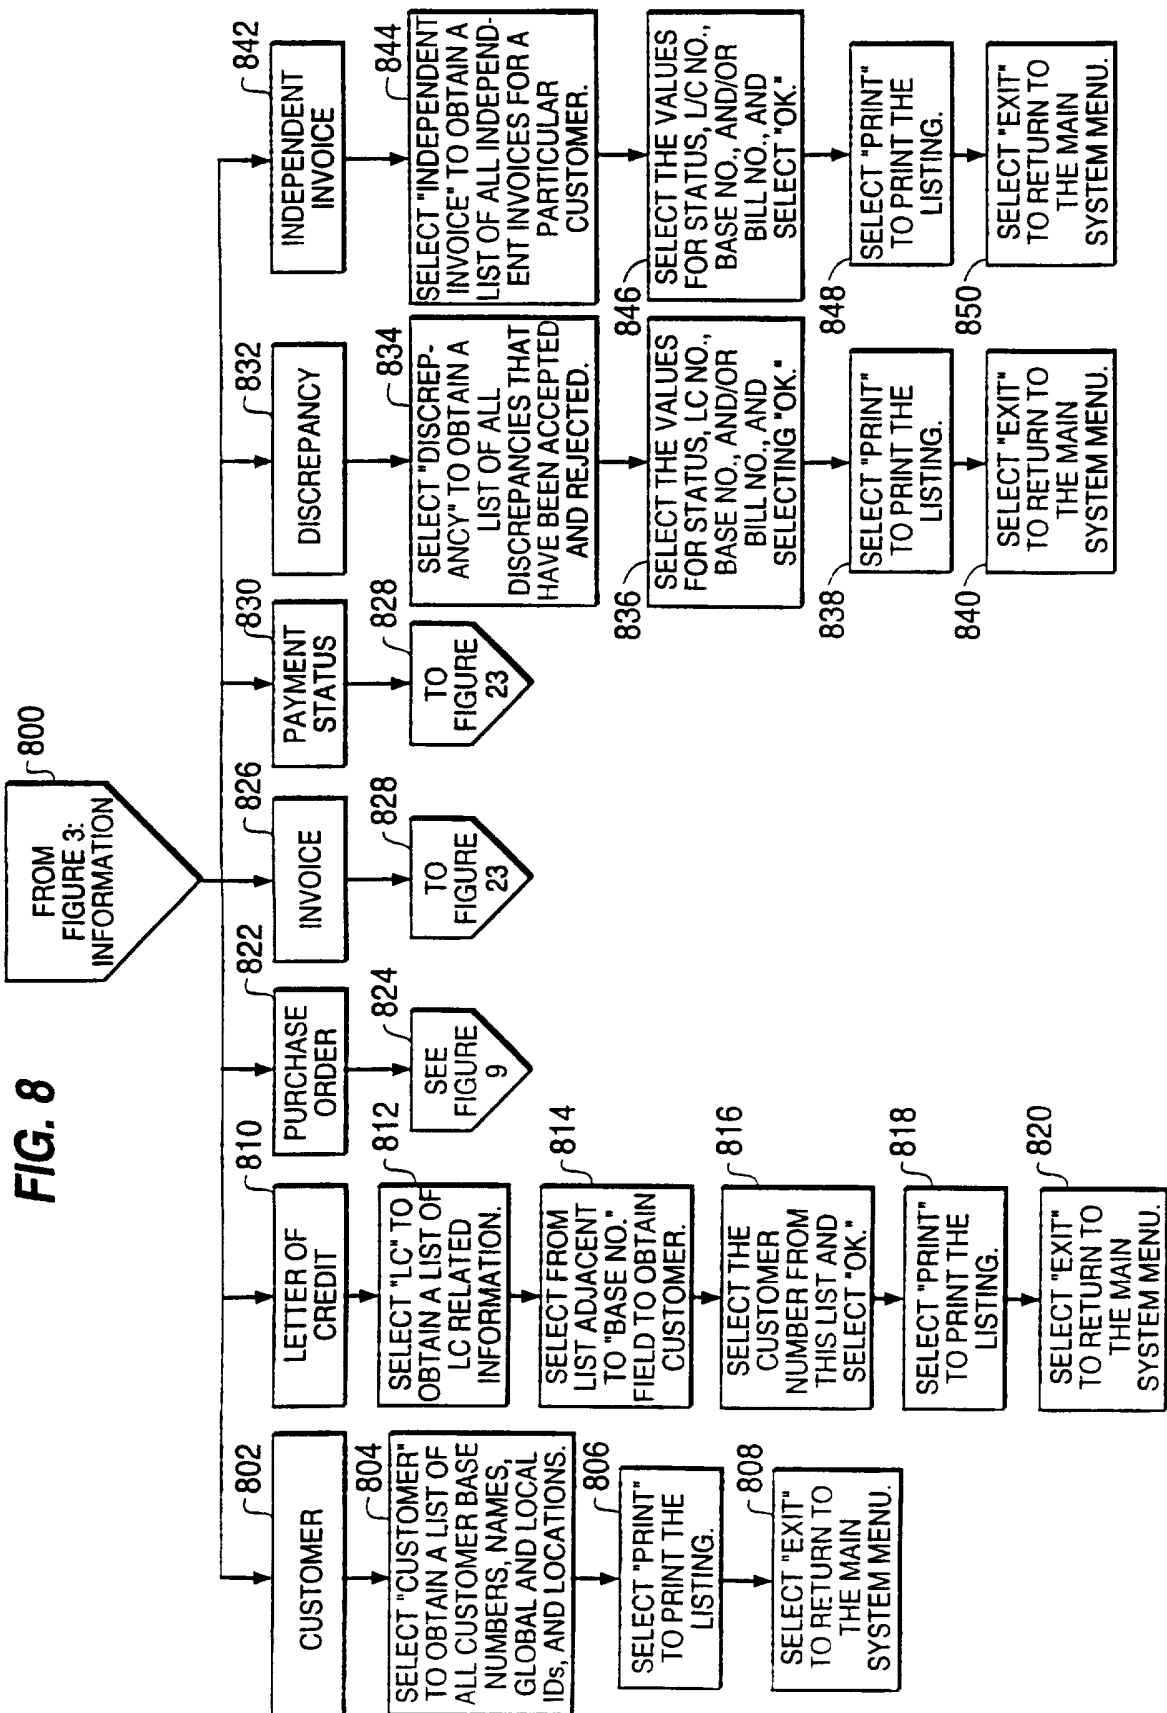 FIG. 8
FROM
FIGURE 3:
INFORMATION
800
802
CUSTOMER
804
SELECT "CUSTOMER"
TO OBTAIN A LIST OF
ALL CUSTOMER BASE
NUMBERS, NAMES,
GLOBAL AND LOCAL
IDs, AND LOCATIONS.
806
SELECT "PRINT"
TO PRINT THE
LISTING.
808
SELECT "EXIT"
TO RETURN TO
THE MAIN
SYSTEM MENU.
810
LETTER OF
CREDIT
812
SELECT "LC" TO
OBTAIN A LIST OF
LC RELATED
INFORMATION.
814
SELECT FROM
LIST ADJACENT
TO "BASE NO."
FIELD TO OBTAIN
CUSTOMER.
816
SELECT THE
CUSTOMER
NUMBER FROM
THIS LIST AND
SELECT "OK."
818
SELECT "PRINT"
TO PRINT THE
LISTING.
820
SELECT "EXIT"
TO RETURN TO
THE MAIN
SYSTEM MENU.
822
PURCHASE
ORDER
824
SEE
FIGURE
9
826
INVOICE
828
TO
FIGURE
23
830
PAYMENT
STATUS
828
TO
FIGURE
23
832
DISCREPANCY
834
SELECT "DISCREP-
ANCY" TO OBTAIN A
LIST OF ALL
DISCREPANCIES THAT
HAVE BEEN ACCEPTED
AND REJECTED.
836
SELECT THE VALUES
FOR STATUS, LC NO.,
BASE NO., AND/OR
BILL NO., AND
SELECTING "OK."
838
SELECT "PRINT"
TO PRINT THE
LISTING.
840
SELECT "EXIT"
TO RETURN TO
THE MAIN
SYSTEM MENU.
842
INDEPENDENT
INVOICE
844
SELECT "INDEPENDENT
INVOICE" TO OBTAIN A
LIST OF ALL INDEPEND-
ENT INVOICES FOR A
PARTICULAR
CUSTOMER.
846
SELECT THE VALUES
FOR STATUS, L/C NO.,
BASE NO., AND/OR
BILL NO., AND
SELECT "OK."
848
SELECT "PRINT"
TO PRINT THE
LISTING.
850
SELECT "EXIT"
TO RETURN TO
THE MAIN
SYSTEM MENU.